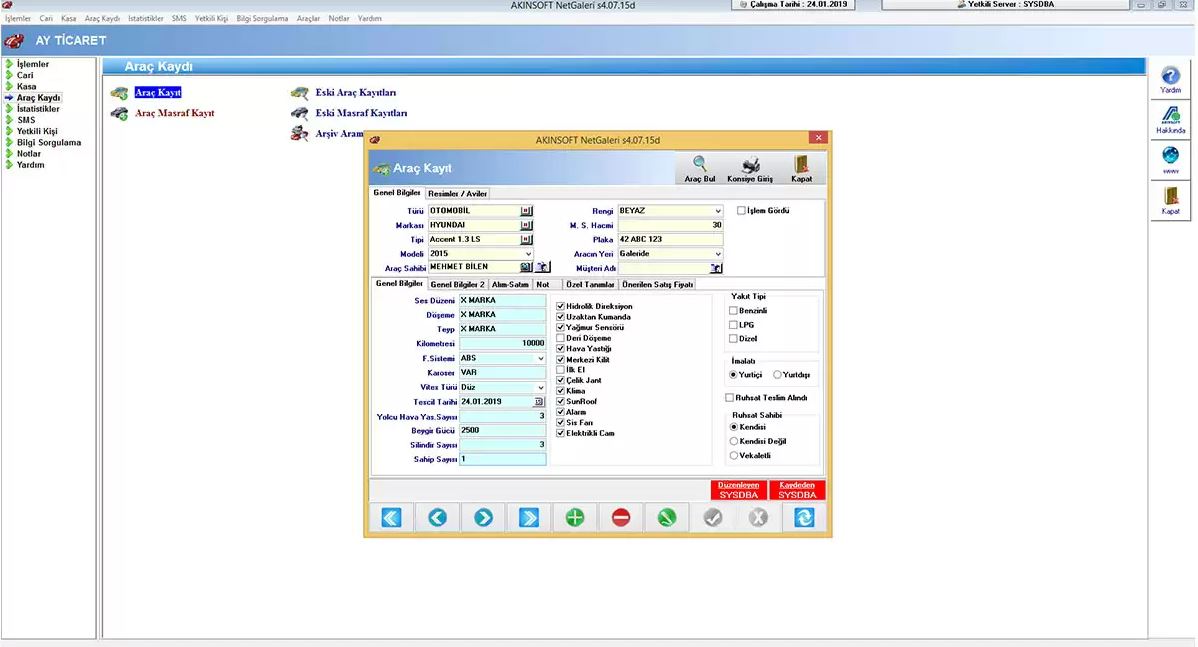 AKINSOFT NetGaleri s4.07.15d
Çalışma Tarihi : 24.01.2019
Yetkili Server : SYSDBA
İşlemler Cari Kasa Araç Kaydı İstatistikler SMS Yetkili Kişi Bilgi Sorgulama Araçlar Notlar Yardım
AY TİCARET
İşlemler
Cari
Kasa
Araç Kaydı
İstatistikler
SMS
Yetkili Kişi
Bilgi Sorgulama
Notlar
Yardım
Araç Kaydı
Araç Kayıt
Eski Araç Kayıtları
Araç Masraf Kayıt
Eski Masraf Kayıtları
Arşiv Aram
Yardım
AKINSOFT
Hakkında
www
Kapat
AKINSOFT NetGaleri s4.07.15d
Araç Kayıt
Araç Bul
Konsiye Giriş
Kapat
Genel Bilgiler
Resimler / Aviler
Türü OTOMOBİL
Rengi BEYAZ
İşlem Gördü
Markası HYUNDAI
M. S. Hacmi 30
Tipi Accent 1.3 LS
Plaka 42 ABC 123
Modeli 2015
Aracın Yeri Galeride
Araç Sahibi MEHMET BİLEN
Müşteri Adı
Genel Bilgiler
Genel Bilgiler 2
Alım-Satım
Not
Özel Tanımlar
Önerilen Satış Fiyatı
Ses Düzeni X MARKA
Döşeme X MARKA
Teyp X MARKA
Kilometresi 10000
F.Sistemi ABS
Karoser VAR
Vites Türü Düz
Tescil Tarihi 24.01.2019
Yolcu Hava Yas.Sayısı 3
Beygir Gücü 2500
Silindir Sayısı 3
Sahip Sayısı 1
Hidrolik Direksiyon
Uzaktan Kumanda
Yağmur Sensörü
Deri Döşeme
Hava Yastığı
Merkezi Kilit
İlk El
Çelik Jant
Klima
SunRoof
Alarm
Sis Farı
Elektrikli Cam
Yakıt Tipi
Benzinli
LPG
Dizel
İmalatı
Yurtiçi
Yurtdışı
Ruhsat Teslim Alındı
Ruhsat Sahibi
Kendisi
Kendisi Değil
Vekaletli
Düzenleyen
SYSDBA
Kaydeden
SYSDBA